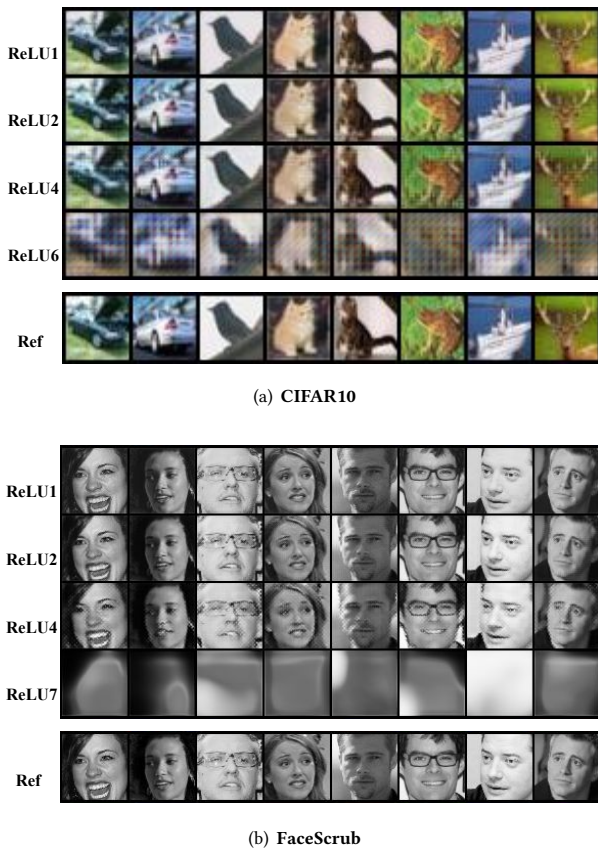 ReLU1
ReLU2
ReLU4
ReLU6
Ref
(a) CIFAR10
ReLU1
ReLU2
ReLU4
ReLU7
Ref
(b) FaceScrub